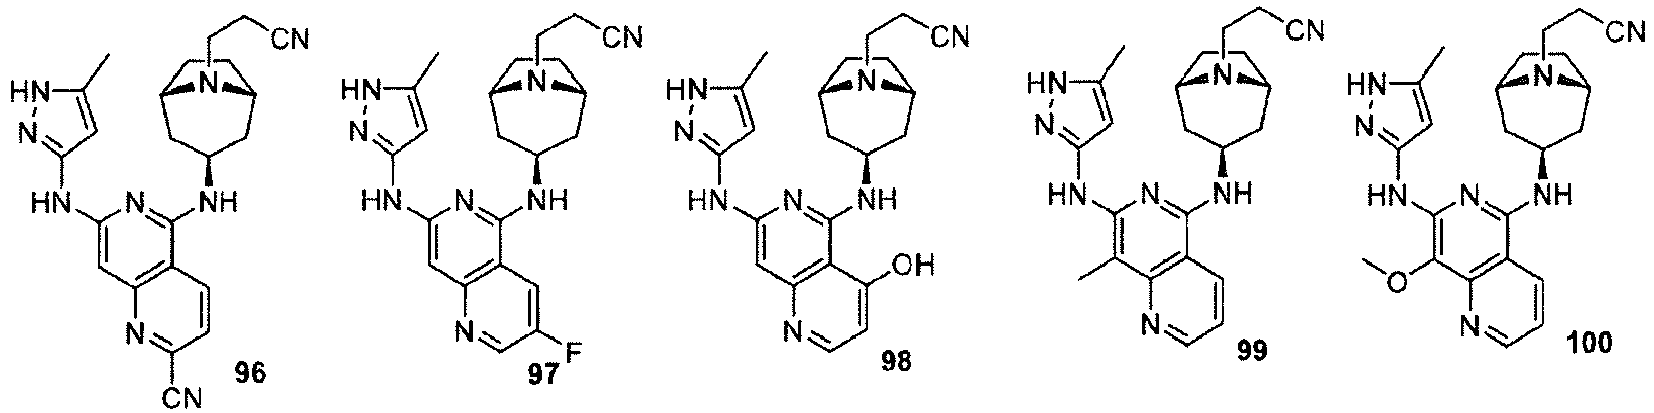 CN CN CN CN CN
N N N N N
HN HN HN HN HN
N N N N N
HN N NH HN N NH HN N NH HN N NH HN N NH
OH
O
N N N N N
F
96 97 98 99 100
CN